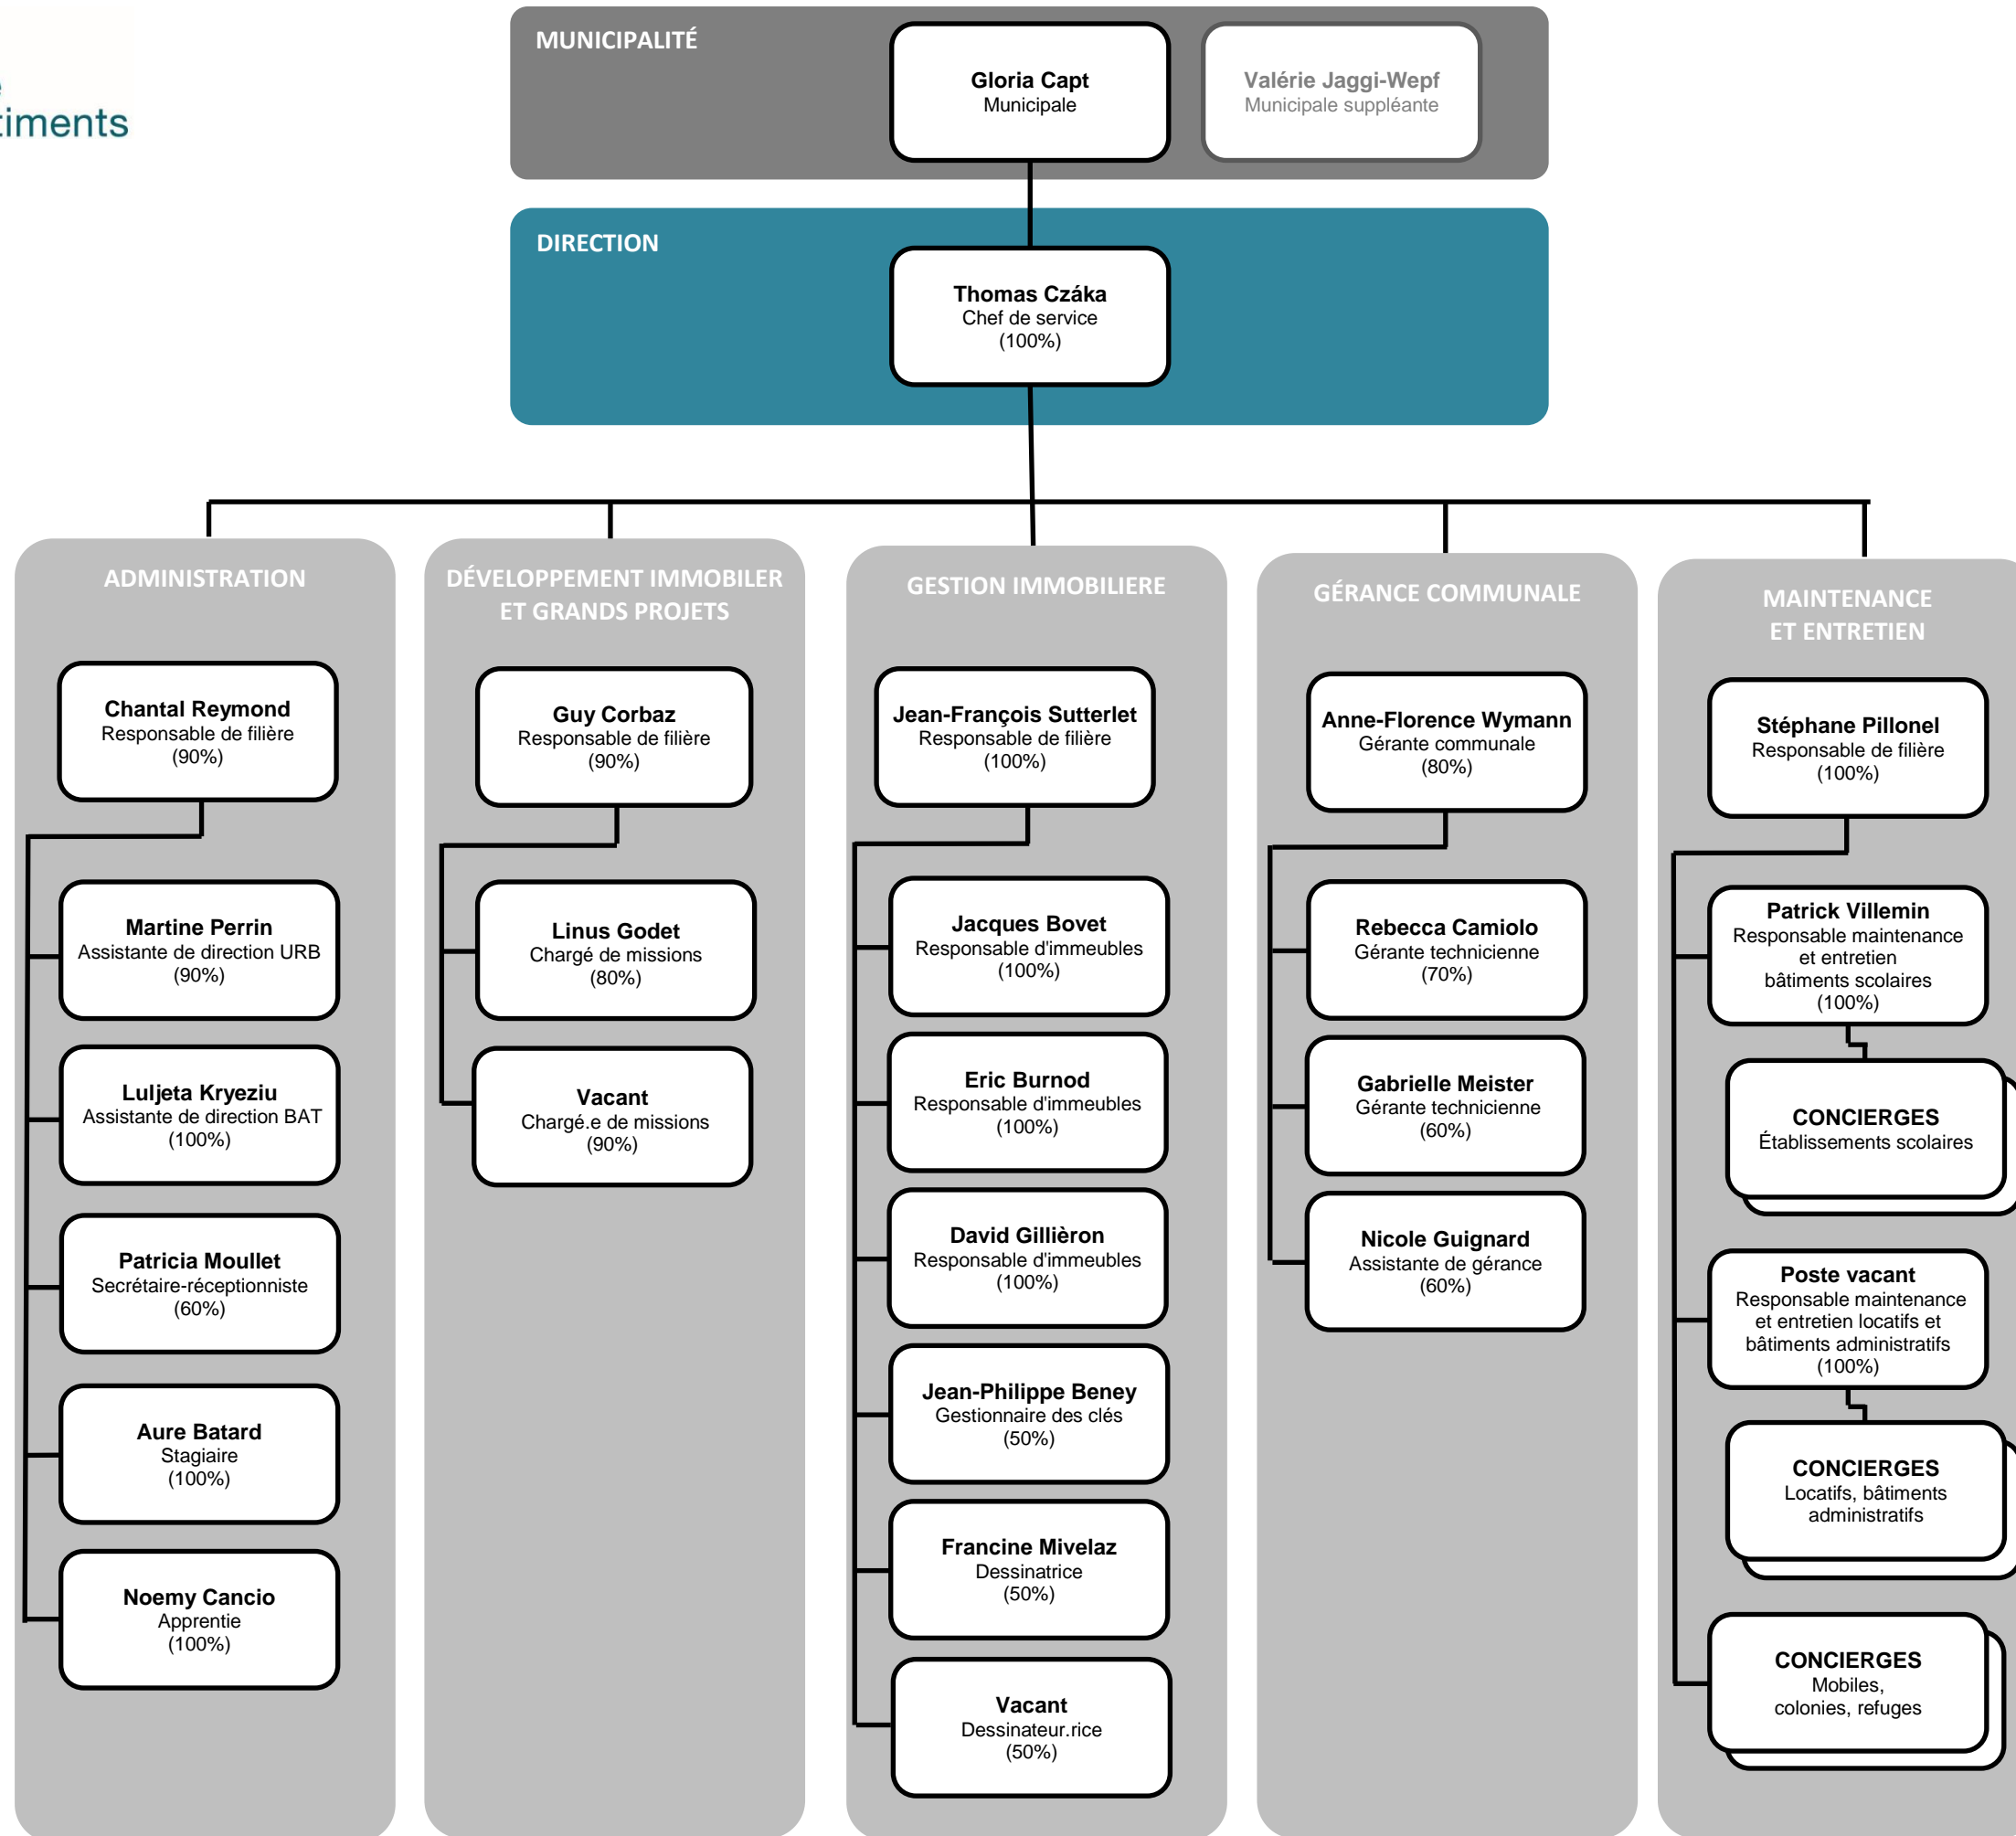 timents
MUNICIPALITÉ
Gloria Capt
Municipale
Valérie Jaggi-Wepf
Municipale suppléante
DIRECTION
Thomas Czáka
Chef de service
(100%)
ADMINISTRATION
Chantal Reymond
Responsable de filière
(90%)
Martine Perrin
Assistante de direction URB
(90%)
Luljeta Kryeziu
Assistante de direction BAT
(100%)
Patricia Moullet
Secrétaire-réceptionniste
(60%)
Aure Batard
Stagiaire
(100%)
Noemy Cancio
Apprentie
(100%)
DÉVELOPPEMENT IMMOBILER
ET GRANDS PROJETS
Guy Corbaz
Responsable de filière
(90%)
Linus Godet
Chargé de missions
(80%)
Vacant
Chargé.e de missions
(90%)
GESTION IMMOBILIERE
Jean-François Sutterlet
Responsable de filière
(100%)
Jacques Bovet
Responsable d'immeubles
(100%)
Eric Burnod
Responsable d'immeubles
(100%)
David Gillièron
Responsable d'immeubles
(100%)
Jean-Philippe Beney
Gestionnaire des clés
(50%)
Francine Mivelaz
Dessinatrice
(50%)
Vacant
Dessinateur.rice
(50%)
GÉRANCE COMMUNALE
Anne-Florence Wymann
Gérante communale
(80%)
Rebecca Camiolo
Gérante technicienne
(70%)
Gabrielle Meister
Gérante technicienne
(60%)
Nicole Guignard
Assistante de gérance
(60%)
MAINTENANCE
ET ENTRETIEN
Stéphane Pillonel
Responsable de filière
(100%)
Patrick Villemin
Responsable maintenance
et entretien
bâtiments scolaires
(100%)
CONCIERGES
Établissements scolaires
Poste vacant
Responsable maintenance
et entretien locatifs et
bâtiments administratifs
(100%)
CONCIERGES
Locatifs, bâtiments
administratifs
CONCIERGES
Mobiles,
colonies, refuges